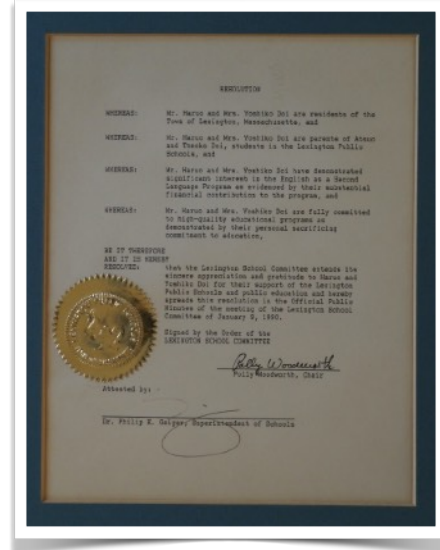 RESOLUTION
WHEREAS: Mr. Haruo and Mrs. Yoshiko Doi are residents of the
Town of Lexington, Massachusetts, and
WHEREAS: Mr. Haruo and Mrs. Yoshiko Doi are parents of
and Doi, students in the Lexington Public
Schools, and
WHEREAS: Mr. Haruo and Mrs. Yoshiko Doi have demonstrated
significant interest in the English as a Second
Language Program as evidenced by their substantial
financial contribution to the program, and
WHEREAS: Mr. Haruo and Mrs. Yoshiko Doi are fully committed
to high-quality educational programs as
demonstrated by their personal sacrificing
commitment to education,
BE IT THEREFORE
AND IT IS HEREBY
RESOLVED: that the Lexington School Committee extends its
sincere appreciation and gratitude to Haruo and
Yoshiko Doi for their support of the Lexington
Public Schools and public education and hereby
spreads this resolution in the Official Public
Minutes of the meeting of the Lexington School
Committee of January 9, 1990.
Signed by the Order of the
LEXINGTON SCHOOL COMMITTEE
Polly Woodworth
Polly Woodworth, Chair
Attested by:
Dr. Philip E. Geiger, Superintendent of Schools